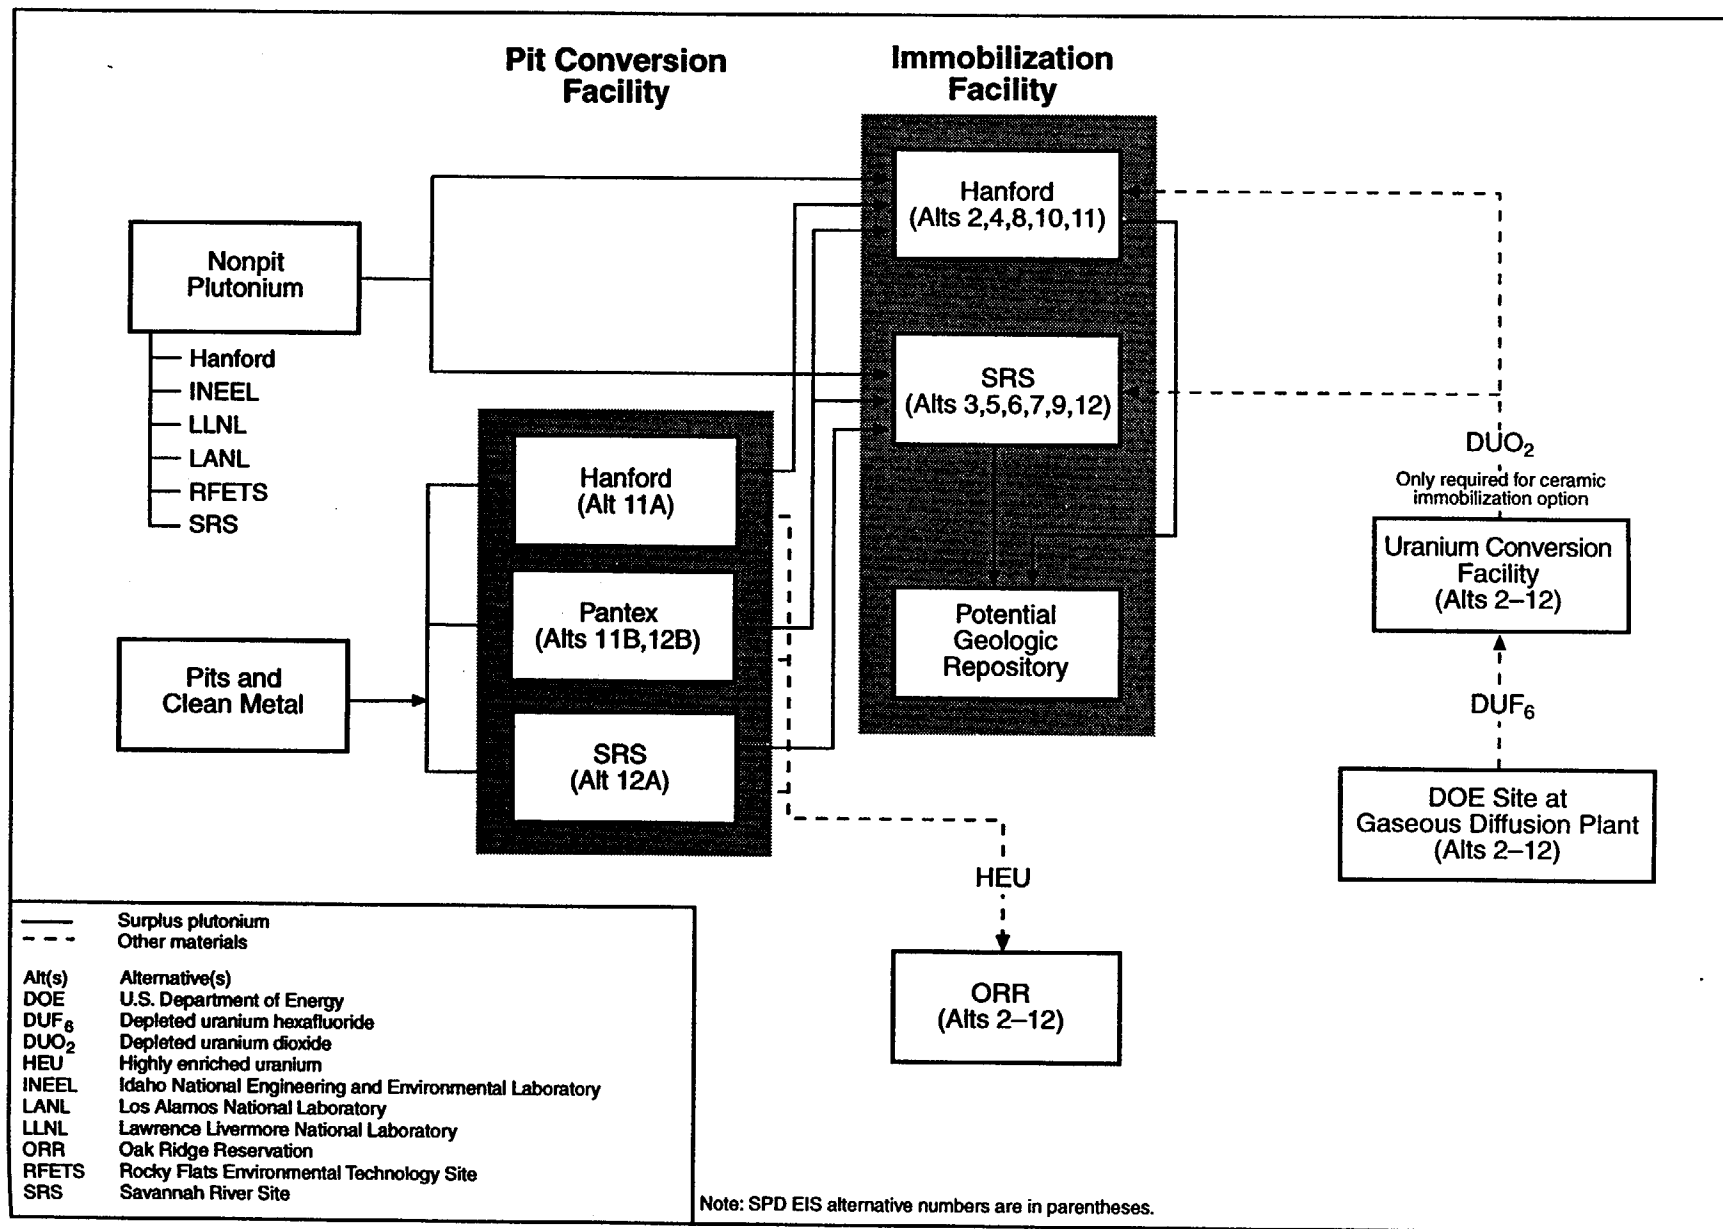 Pit Conversion
Facility
Immobilization
Facility
Nonpit
Plutonium
Hanford
INEEL
LLNL
LANL
RFETS
SRS
Pits and
Clean Metal
Hanford
(Alt 11A)
Pantex
(Alts 11B,12B)
SRS
(Alt 12A)
Hanford
(Alts 2,4,8,10,11)
SRS
(Alts 3,5,6,7,9,12)
Potential
Geologic
Repository
DUO₂
Only required for ceramic
immobilization option
Uranium Conversion
Facility
(Alts 2–12)
DUF₆
DOE Site at
Gaseous Diffusion Plant
(Alts 2–12)
HEU
ORR
(Alts 2–12)
Surplus plutonium
Other materials
Alt(s) Alternative(s)
DOE U.S. Department of Energy
DUF₆ Depleted uranium hexafluoride
DUO₂ Depleted uranium dioxide
HEU Highly enriched uranium
INEEL Idaho National Engineering and Environmental Laboratory
LANL Los Alamos National Laboratory
LLNL Lawrence Livermore National Laboratory
ORR Oak Ridge Reservation
RFETS Rocky Flats Environmental Technology Site
SRS Savannah River Site
Note: SPD EIS alternative numbers are in parentheses.